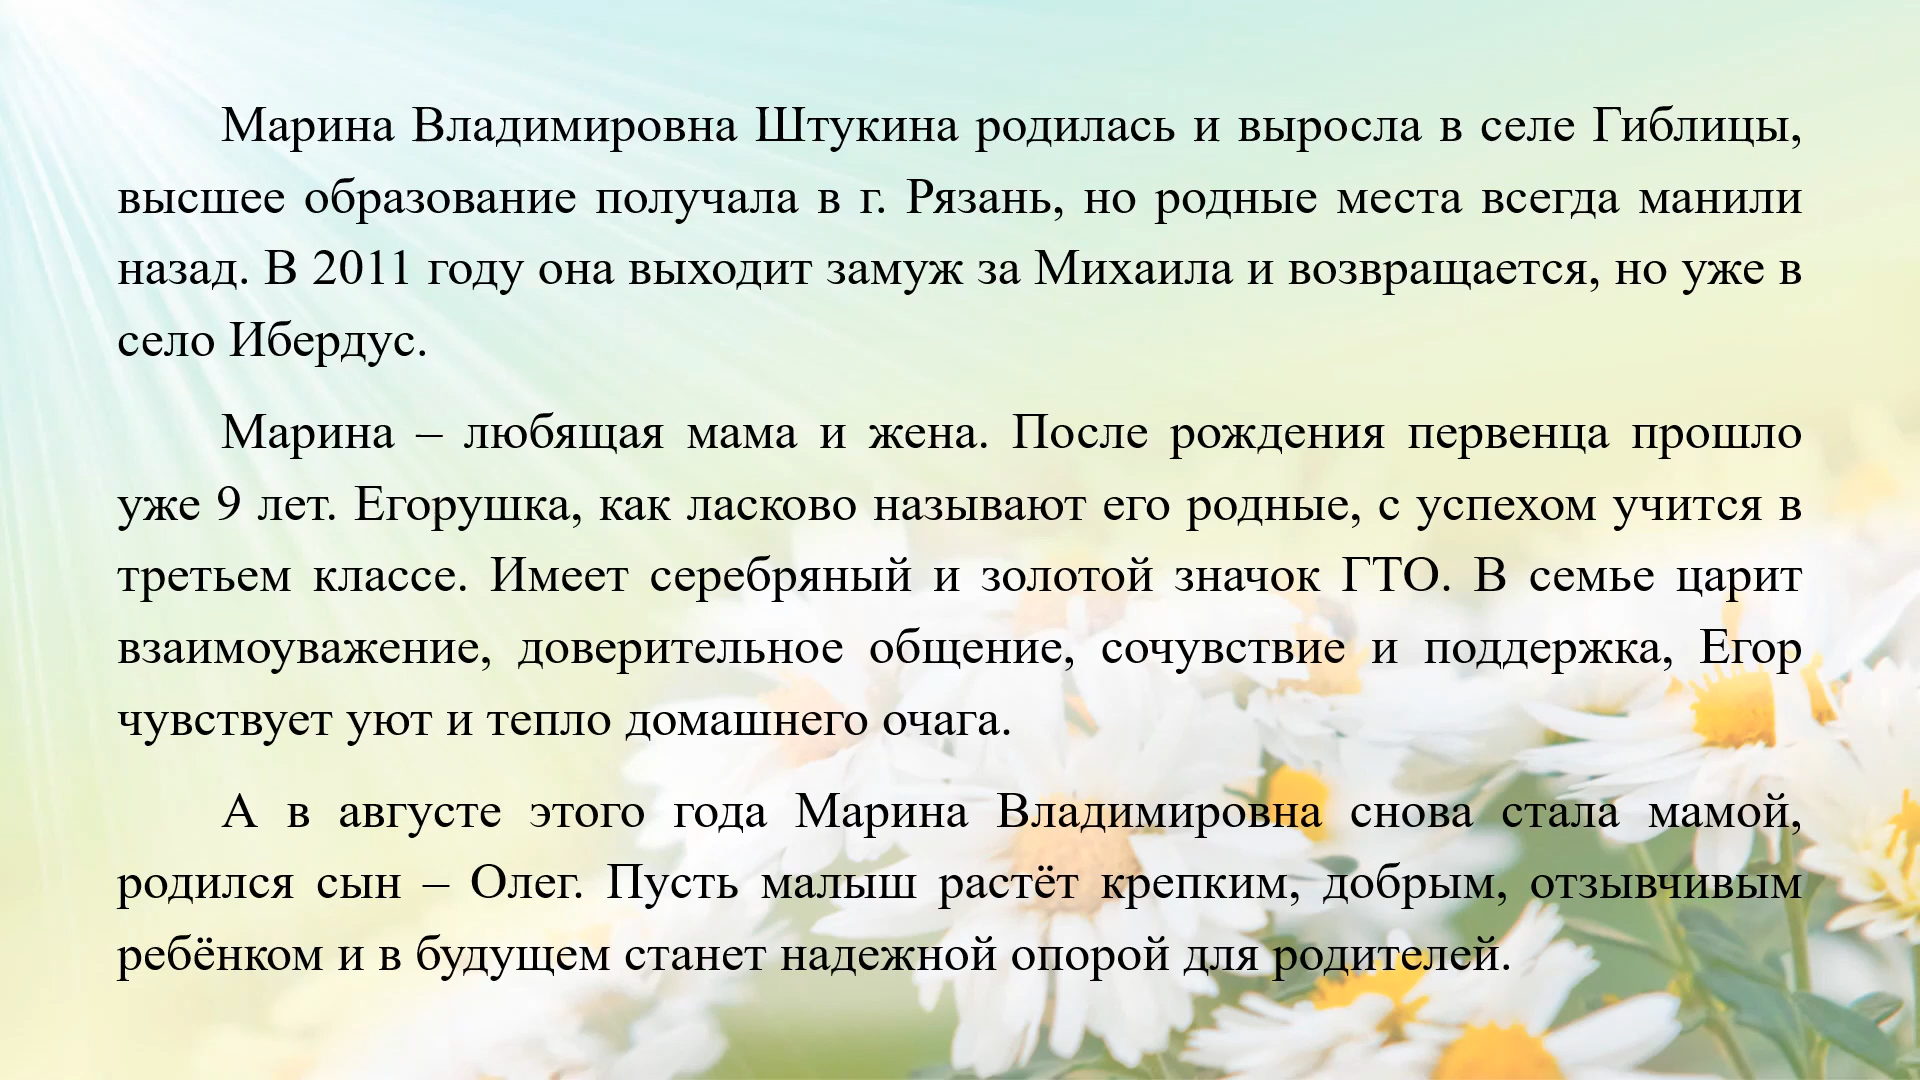 Марина Владимировна Штукина родилась и выросла в селе Гиблицы,
высшее образование получала в г. Рязань, но родные места всегда манили
назад. В 2011 году она выходит замуж за Михаила и возвращается, но уже в
село Ибердус.
Марина – любящая мама и жена. После рождения первенца прошло
уже 9 лет. Егорушка, как ласково называют его родные, с успехом учится в
третьем классе. Имеет серебряный и золотой значок ГТО. В семье царит
взаимоуважение, доверительное общение, сочувствие и поддержка, Егор
чувствует уют и тепло домашнего очага.
А в августе этого года Марина Владимировна снова стала мамой,
родился сын – Олег. Пусть малыш растёт крепким, добрым, отзывчивым
ребёнком и в будущем станет надежной опорой для родителей.